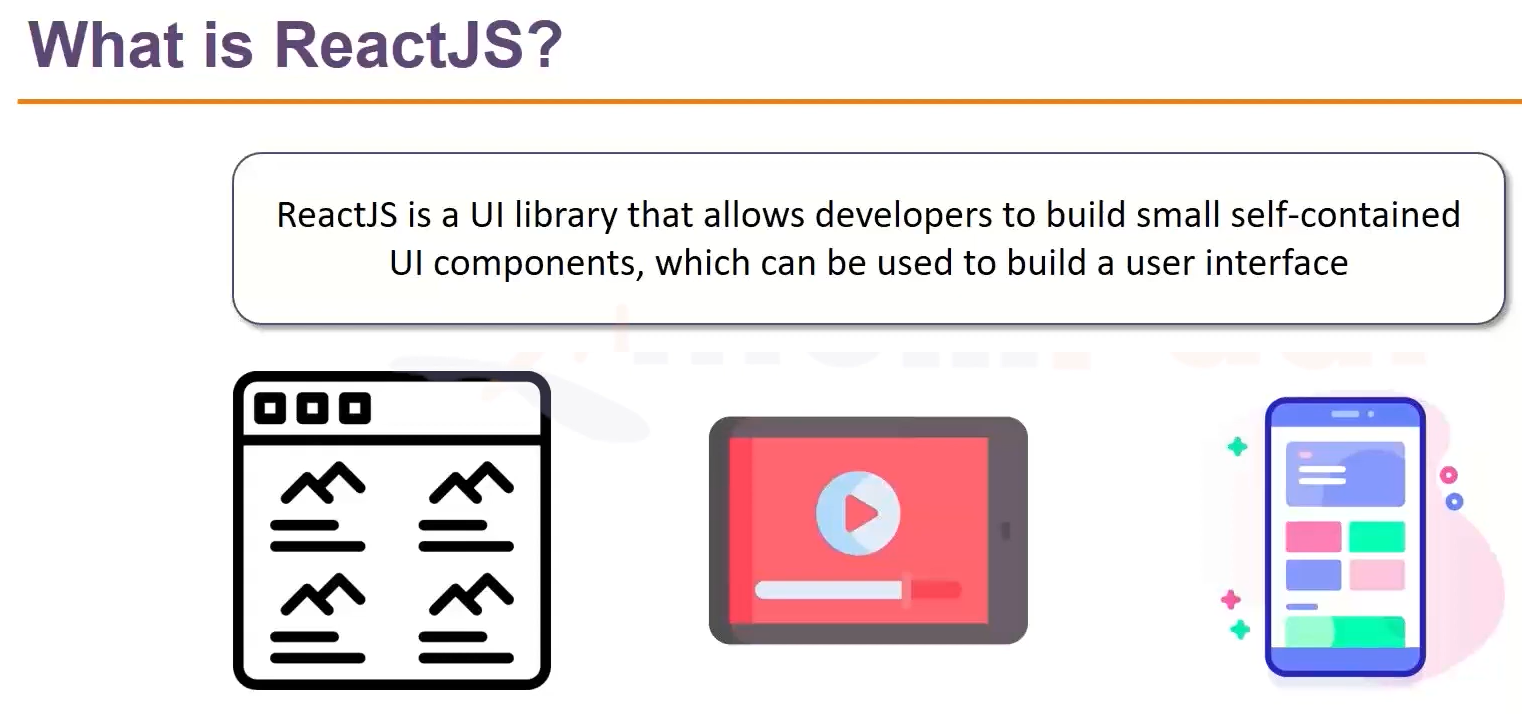 What is ReactJS?
ReactJS is a UI library that allows developers to build small self-contained
UI components, which can be used to build a user interface